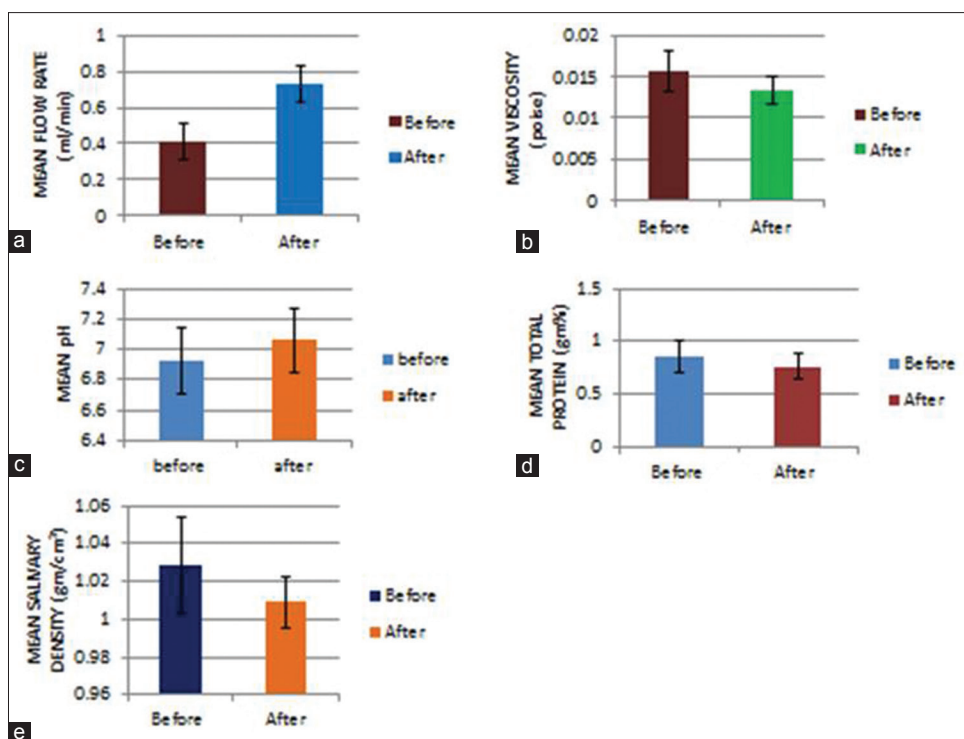 1
0.8
0.6
0.4
0.2
0
MEAN FLOW RATE
(ml/min)
Before
After
Before
After
a
0.02
0.015
0.01
0.005
0
MEAN VISCOSITY
(poise)
Before
After
Before
After
b
7.4
7.2
7
6.8
6.6
6.4
MEAN pH
before
after
before
after
c
1.5
1
0.5
0
MEAN TOTAL
PROTEIN (gm%)
Before
After
Before
After
d
1.06
1.04
1.02
1
0.98
0.96
MEAN SALIVARY
DENSITY (gm/cm³)
Before
After
Before
After
e